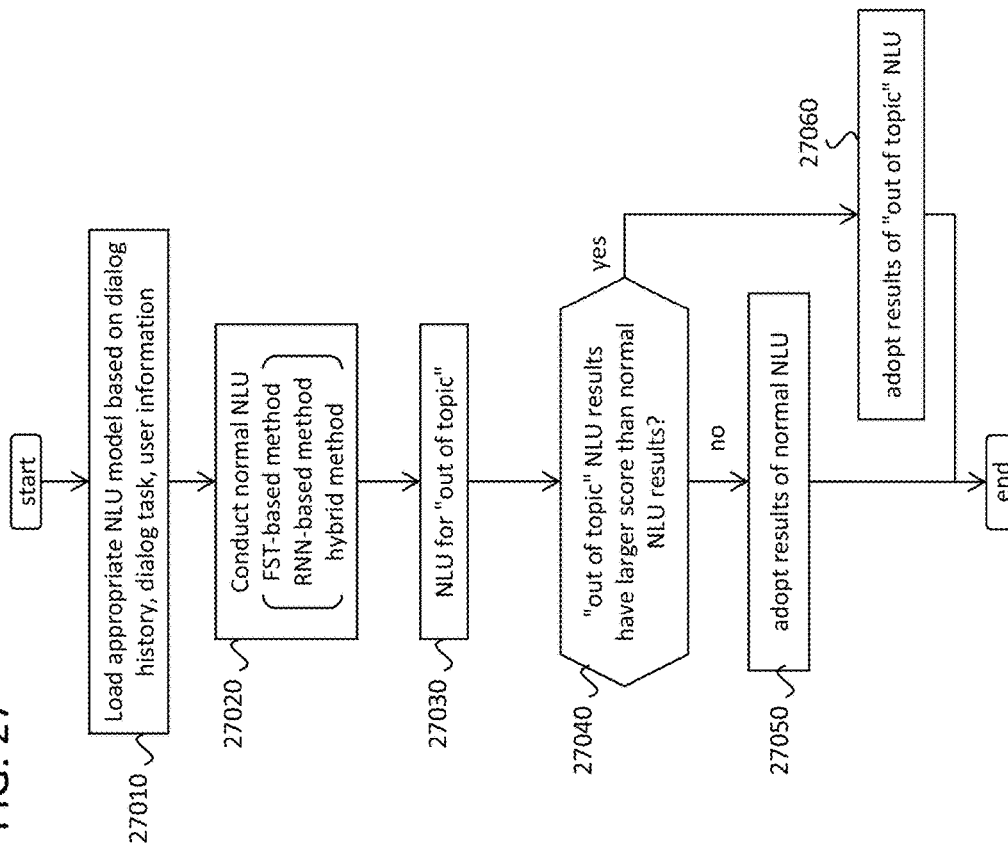 FIG. 27
start
Load appropriate NLU model based on dialog
history, dialog task, user information
27010
Conduct normal NLU
FST-based method
RNN-based method
hybrid method
27020
NLU for "out of topic"
27030
"out of topic" NLU results
have larger score than normal
NLU results?
27040
yes
no
adopt results of normal NLU
27050
27060
adopt results of "out of topic" NLU
end